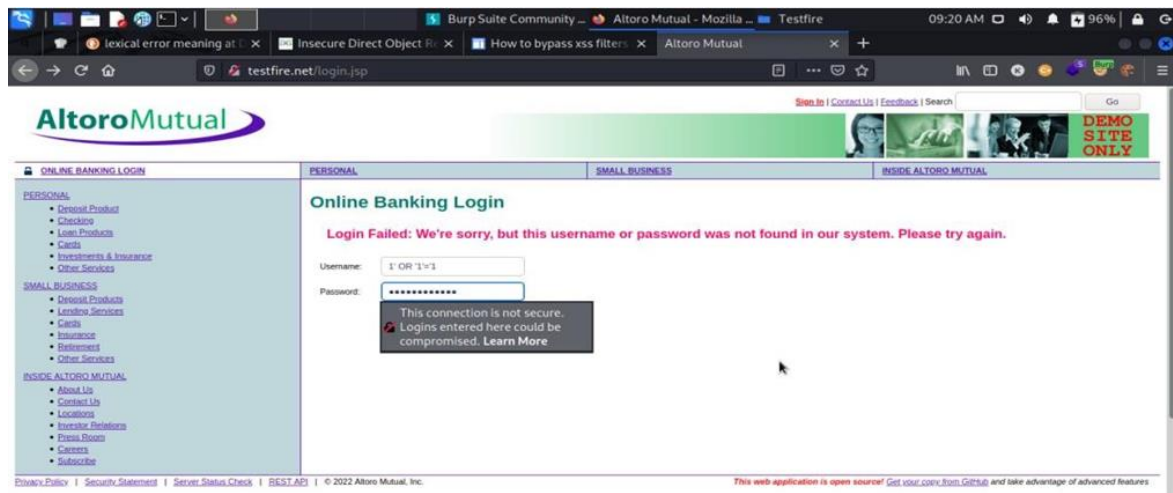 Burp Suite Community ... Altoro Mutual - Mozilla ... Testfire 09:20 AM 96%
lexical error meaning at Insecure Direct Object How to bypass xss filters Altoro Mutual
testfire.net/login.jsp
Sign In | Contact Us | Feedback | Search Go
AltoroMutual
DEMO
SITE
ONLY
ONLINE BANKING LOGIN PERSONAL SMALL BUSINESS INSIDE ALTORO MUTUAL
PERSONAL
Deposit Product
Checking
Loan Products
Cards
Investments & Insurance
Other Services
SMALL BUSINESS
Deposit Products
Lending Services
Cards
Insurance
Retirement
Other Services
INSIDE ALTORO MUTUAL
About Us
Contact Us
Locations
Investor Relations
Press Room
Careers
Subscribe
Online Banking Login
Login Failed: We're sorry, but this username or password was not found in our system. Please try again.
Username: 1' OR '1'='1
Password: ••••••••••••
This connection is not secure.
Logins entered here could be
compromised. Learn More
Privacy Policy | Security Statement | Server Status Check | REST API | © 2022 Altoro Mutual, Inc. This web application is open source! Get your copy from GitHub and take advantage of advanced features